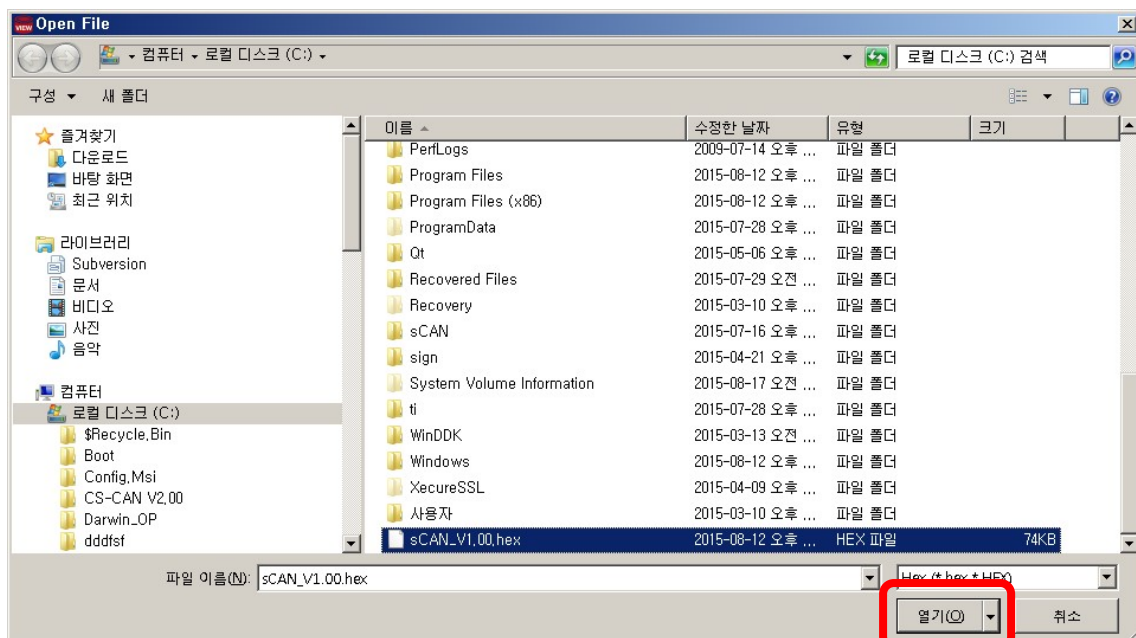 VIEW Open File
컴퓨터 로컬 디스크 (C:)
로컬 디스크 (C:) 검색
구성 새 폴더
즐겨찾기
다운로드
바탕 화면
최근 위치
라이브러리
Subversion
문서
비디오
사진
음악
컴퓨터
로컬 디스크 (C:)
$Recycle.Bin
Boot
Config.Msi
CS-CAN V2.00
Darwin_OP
dddfsf
이름 수정한 날짜 유형 크기
PerfLogs 2009-07-14 오후 ... 파일 폴더
Program Files 2015-08-12 오후 ... 파일 폴더
Program Files (x86) 2015-08-12 오후 ... 파일 폴더
ProgramData 2015-07-28 오후 ... 파일 폴더
Qt 2015-05-06 오후 ... 파일 폴더
Recovered Files 2015-07-29 오전 ... 파일 폴더
Recovery 2015-03-10 오후 ... 파일 폴더
sCAN 2015-07-16 오후 ... 파일 폴더
sign 2015-04-21 오후 ... 파일 폴더
System Volume Information 2015-08-17 오전 ... 파일 폴더
ti 2015-07-28 오후 ... 파일 폴더
WinDDK 2015-03-13 오전 ... 파일 폴더
Windows 2015-08-12 오후 ... 파일 폴더
XecureSSL 2015-04-09 오후 ... 파일 폴더
사용자 2015-03-10 오후 ... 파일 폴더
sCAN_V1.00.hex 2015-08-12 오후 ... HEX 파일 74KB
파일 이름(N): sCAN_V1.00.hex
Hex (*.hex *.HEX)
열기(O) 취소